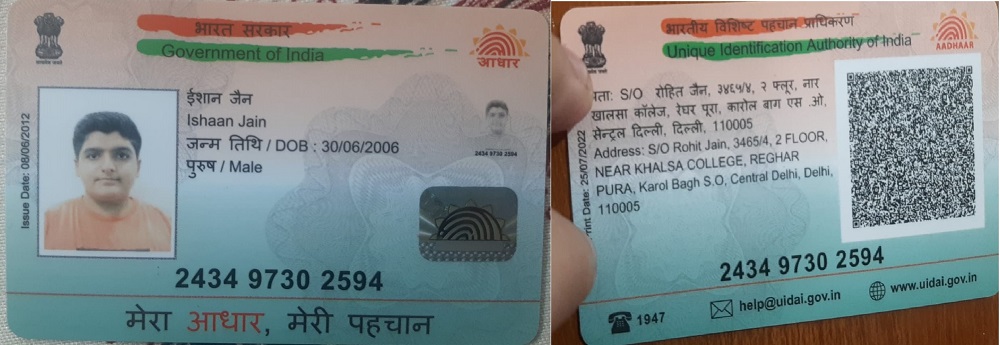 भारत सरकार
Government of India
आधार
Issue Date: 08/06/2012
ईशान जैन
Ishaan Jain
जन्म तिथि / DOB : 30/06/2006
पुरुष / Male
2434 9730 2594
2434 9730 2594
मेरा आधार, मेरी पहचान
भारतीय विशिष्ट पहचान प्राधिकरण
Unique Identification Authority of India
AADHAAR
Print Date: 25/07/2022
पता: S/O रोहित जैन, ३४६५/४, २ फ्लूर, नार
खालसा कॉलेज, रेघर पूरा, कारोल बाग एस .ओ,
सेन्ट्रल दिल्ली, दिल्ली, 110005
Address: S/O Rohit Jain, 3465/4, 2 FLOOR,
NEAR KHALSA COLLEGE, REGHAR
PURA, Karol Bagh S.O, Central Delhi, Delhi,
110005
2434 9730 2594
1947
help@uidai.gov.in
www.uidai.gov.in